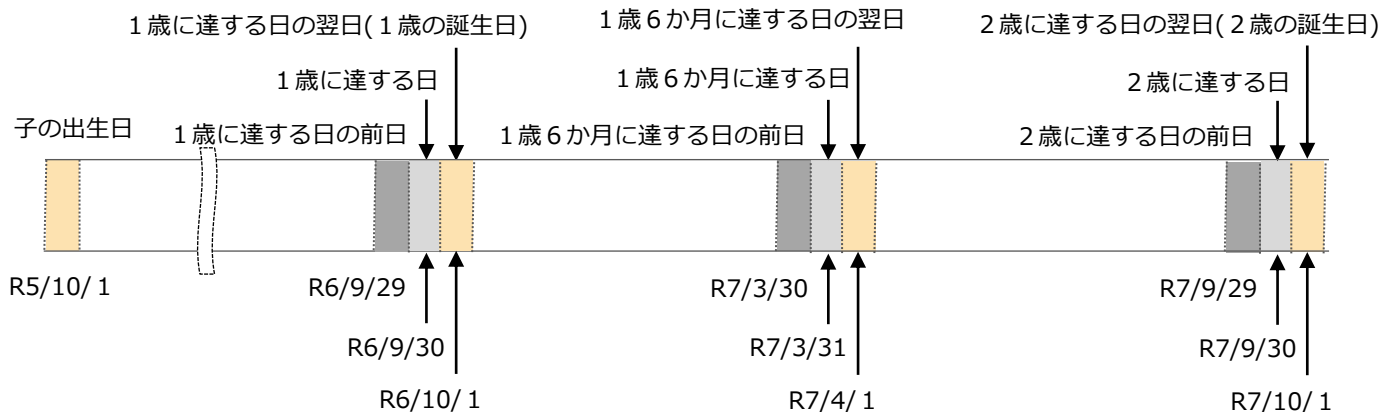 1歳に達する日の翌日(1歳の誕生日)
1歳6か月に達する日の翌日
2歳に達する日の翌日(2歳の誕生日)
1歳に達する日
1歳6か月に達する日
2歳に達する日
子の出生日
1歳に達する日の前日
1歳6か月に達する日の前日
2歳に達する日の前日
R5/10/1
R6/9/29
R7/3/30
R7/9/29
R6/9/30
R7/3/31
R7/9/30
R6/10/1
R7/4/1
R7/10/1